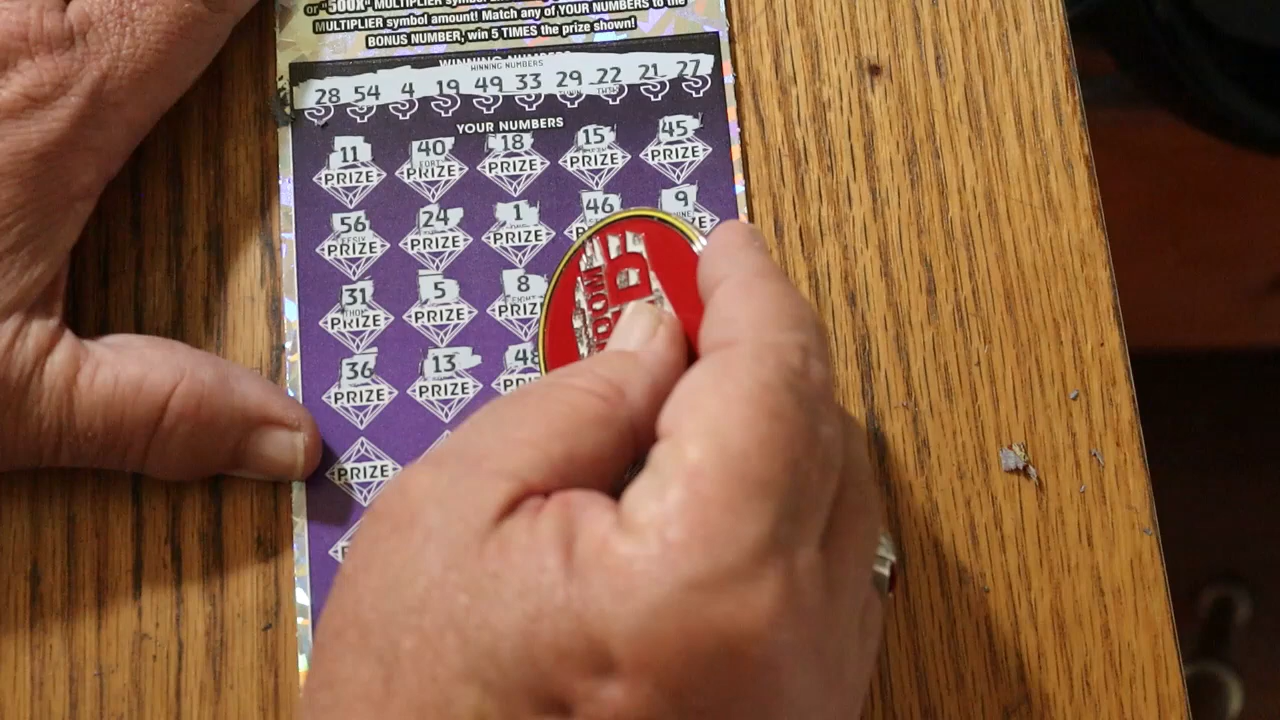 or "500X" MULTIPLIER symbol
MULTIPLIER symbol amount! Match any of YOUR NUMBERS to the
BONUS NUMBER, win 5 TIMES the prize shown!
WINNING NUMBERS
WINNING NUMBERS
28 54 4 19 49 33 29 22 21 27
YOUR NUMBERS
11 40 18 15 45
PRIZE PRIZE PRIZE PRIZE PRIZE
56 24 1 46 9
PRIZE PRIZE PRIZE
31 5 8
PRIZE PRIZE PRIZE
36 13 48
PRIZE PRIZE
PRIZE